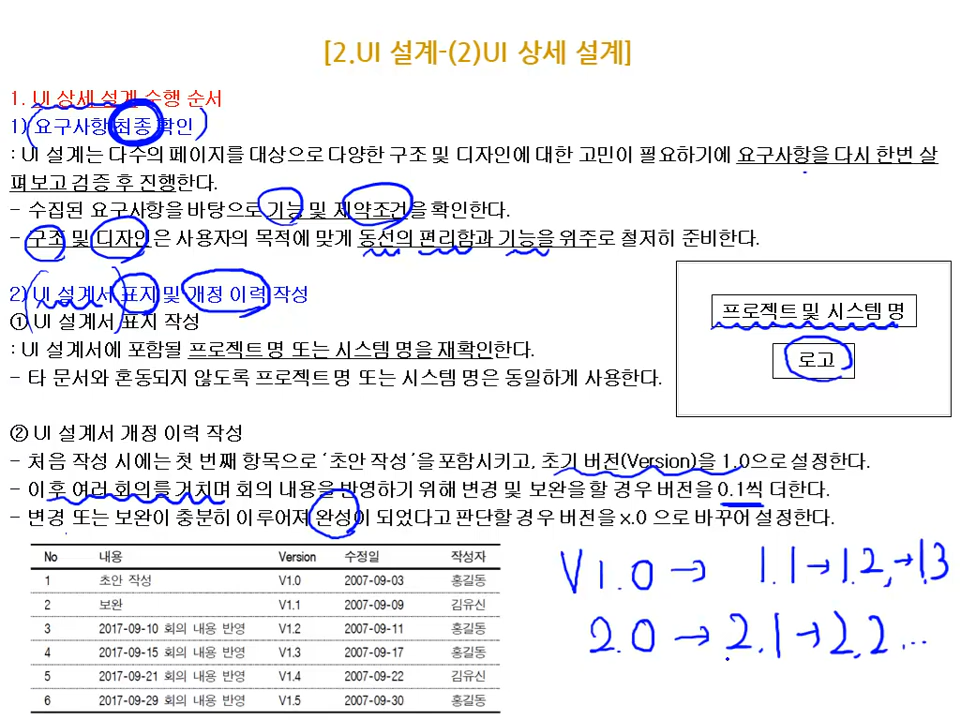 [2.UI 설계-(2)UI 상세 설계]
1. UI 상세 설계 수행 순서
1) 요구사항 최종 확인
: UI 설계는 다수의 페이지를 대상으로 다양한 구조 및 디자인에 대한 고민이 필요하기에 요구사항을 다시 한번 살
펴보고 검증 후 진행한다.
- 수집된 요구사항을 바탕으로 기능 및 제약조건을 확인한다.
- 구조 및 디자인은 사용자의 목적에 맞게 동선의 편리함과 기능을 위주로 철저히 준비한다.
2) UI 설계서 표지 및 개정 이력 작성
① UI 설계서 표지 작성
: UI 설계서에 포함될 프로젝트 명 또는 시스템 명을 재확인한다.
- 타 문서와 혼동되지 않도록 프로젝트 명 또는 시스템 명은 동일하게 사용한다.
프로젝트 및 시스템 명
로고
② UI 설계서 개정 이력 작성
- 처음 작성 시에는 첫 번째 항목으로 ‘초안 작성’을 포함시키고, 초기 버전(Version)을 1.0으로 설정한다.
- 이후 여러 회의를 거치며 회의 내용을 반영하기 위해 변경 및 보완을 할 경우 버전을 0.1씩 더한다.
- 변경 또는 보완이 충분히 이루어져 완성이 되었다고 판단할 경우 버전을 x.0 으로 바꾸어 설정한다.
No 내용 Version 수정일 작성자
1 초안 작성 V1.0 2007-09-03 홍길동
2 보완 V1.1 2007-09-09 김유신
3 2017-09-10 회의 내용 반영 V1.2 2007-09-11 홍길동
4 2017-09-15 회의 내용 반영 V1.3 2007-09-17 홍길동
5 2017-09-21 회의 내용 반영 V1.4 2007-09-22 김유신
6 2017-09-29 회의 내용 반영 V1.5 2007-09-30 홍길동
V1.0 → 1.1 → 1.2, → 1.3
2.0 → 2.1 → 2.2 ...